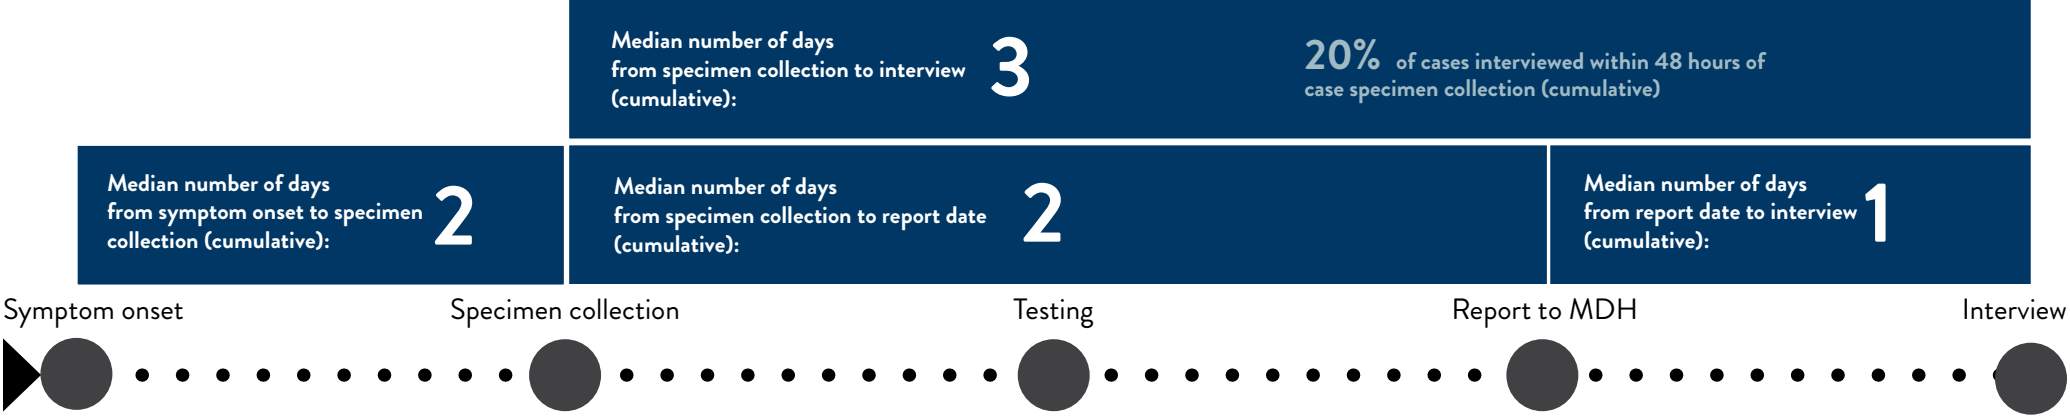 Median number of days
from specimen collection to interview
(cumulative):
3
20% of cases interviewed within 48 hours of
case specimen collection (cumulative)
Median number of days
from symptom onset to specimen
collection (cumulative):
2
Median number of days
from specimen collection to report date
(cumulative):
2
Median number of days
from report date to interview
(cumulative):
1
Symptom onset
Specimen collection
Testing
Report to MDH
Interview